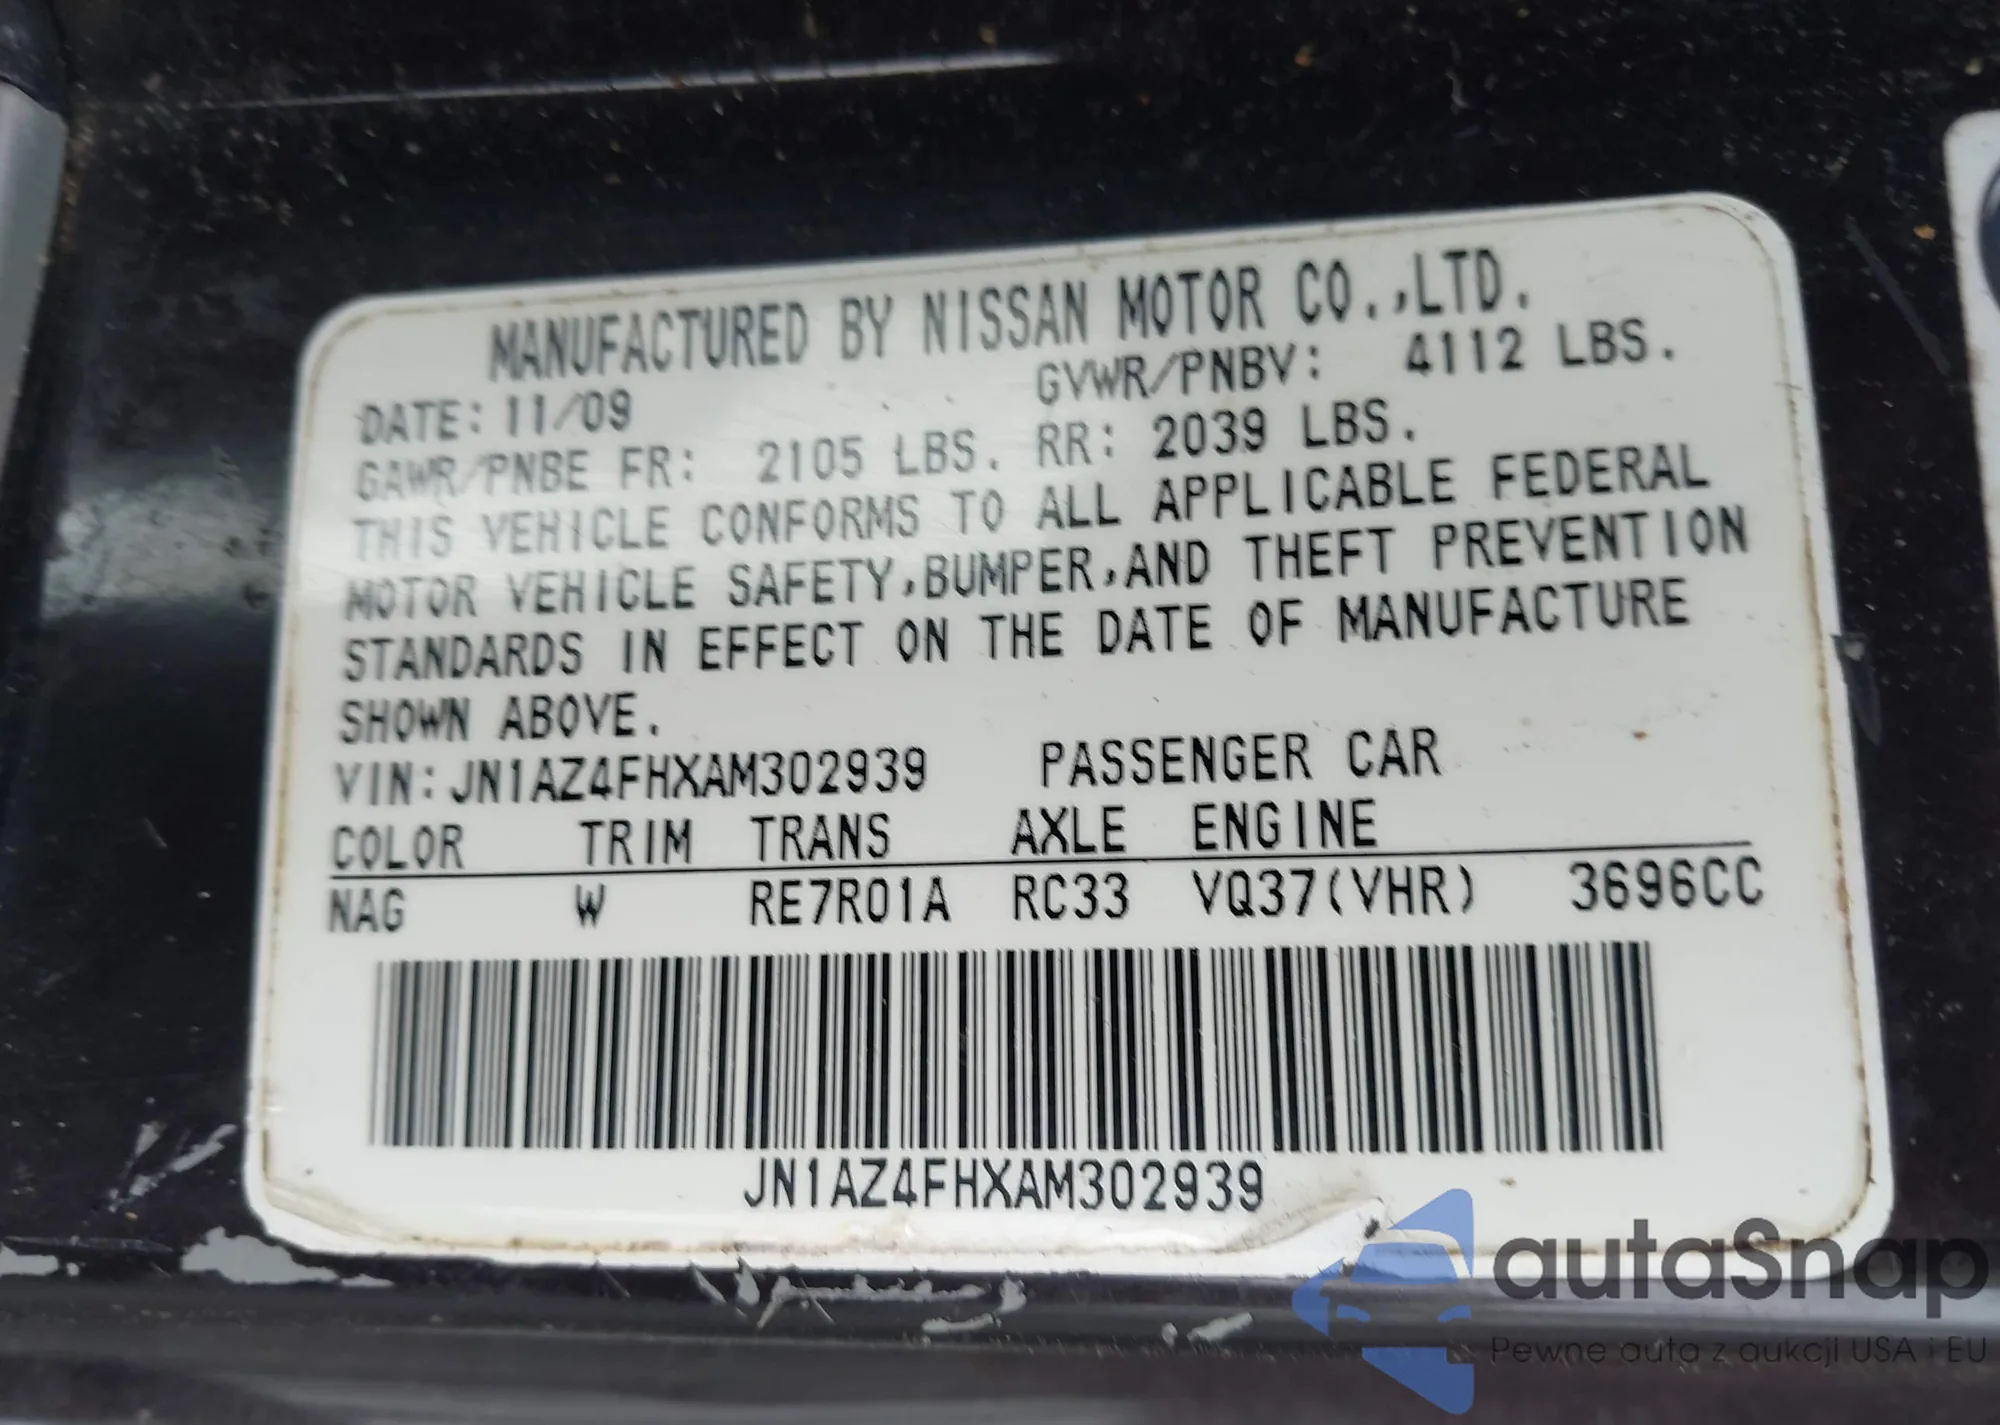 MANUFACTURED BY NISSAN MOTOR CO.,LTD.
DATE: 11/09 GVWR/PNBV: 4112 LBS.
GAWR/PNBE FR: 2105 LBS. RR: 2039 LBS.
THIS VEHICLE CONFORMS TO ALL APPLICABLE FEDERAL
MOTOR VEHICLE SAFETY,BUMPER,AND THEFT PREVENTION
STANDARDS IN EFFECT ON THE DATE OF MANUFACTURE
SHOWN ABOVE.
VIN: JN1AZ4FHXAM302939 PASSENGER CAR
COLOR TRIM TRANS AXLE ENGINE
NAG W RE7R01A RC33 VQ37(VHR) 3696CC
JN1AZ4FHXAM302939
autaSnap
Pewne auta z aukcji USA i EU